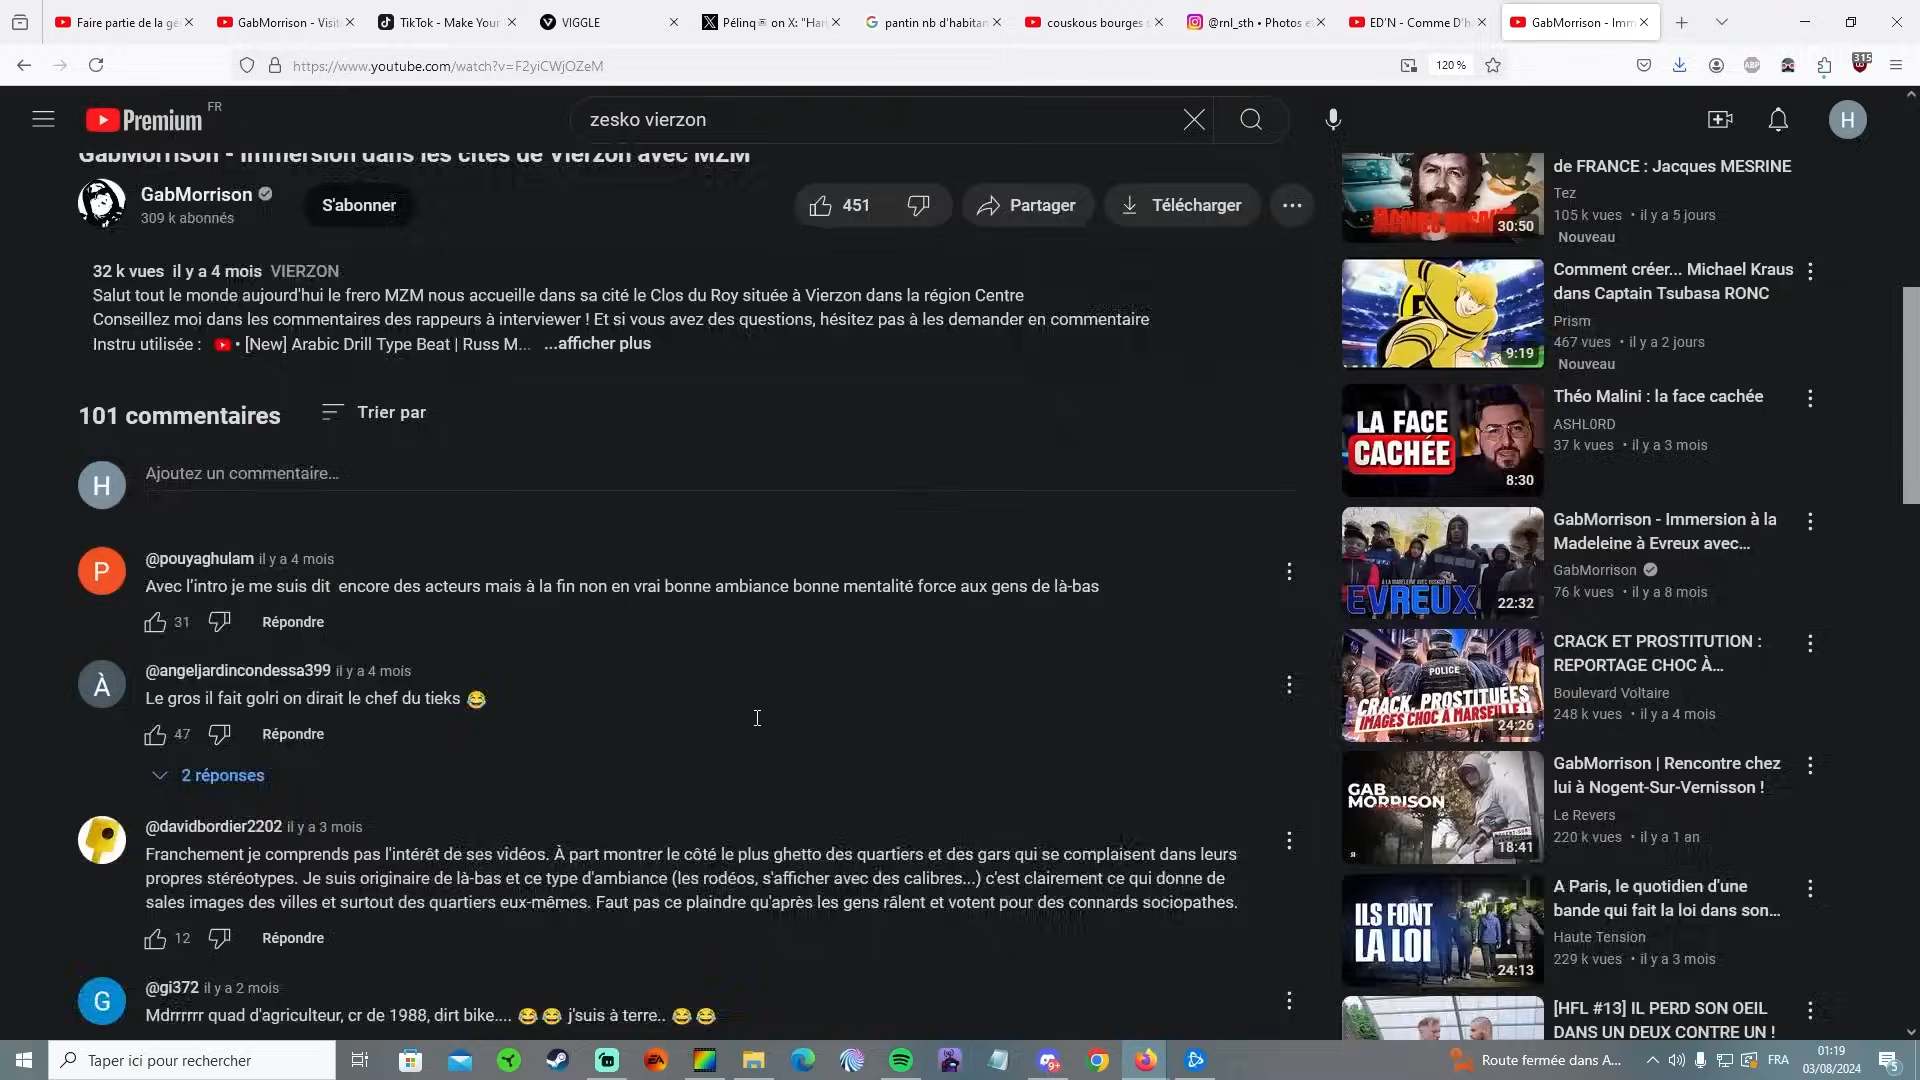 Faire partie de la gé
GabMorrison - Visit
TikTok - Make Your
VIGGLE
Pélinq on X: "Har
pantin nb d'habitan
couskous bourges
@rnl_sth • Photos e
ED'N - Comme D'h
GabMorrison - Imm
https://www.youtube.com/watch?v=F2yiCWjOZeM
120 %
ABP
315
Premium
FR
zesko vierzon
H
GabMorrison - Immersion dans les cités de Vierzon avec MZM
GabMorrison
309 k abonnés
S'abonner
451
Partager
Télécharger
32 k vues il y a 4 mois VIERZON
Salut tout le monde aujourd'hui le frero MZM nous accueille dans sa cité le Clos du Roy située à Vierzon dans la région Centre
Conseillez moi dans les commentaires des rappeurs à interviewer ! Et si vous avez des questions, hésitez pas à les demander en commentaire
Instru utilisée : • [New] Arabic Drill Type Beat | Russ M... ...afficher plus
101 commentaires
Trier par
H
Ajoutez un commentaire...
P
@pouyaghulam il y a 4 mois
Avec l'intro je me suis dit encore des acteurs mais à la fin non en vrai bonne ambiance bonne mentalité force aux gens de là-bas
31
Répondre
À
@angeljardincondessa399 il y a 4 mois
Le gros il fait golri on dirait le chef du tieks 😂
47
Répondre
2 réponses
@davidbordier2202 il y a 3 mois
Franchement je comprends pas l'intérêt de ses vidéos. À part montrer le côté le plus ghetto des quartiers et des gars qui se complaisent dans leurs
propres stéréotypes. Je suis originaire de là-bas et ce type d'ambiance (les rodéos, s'afficher avec des calibres...) c'est clairement ce qui donne de
sales images des villes et surtout des quartiers eux-mêmes. Faut pas ce plaindre qu'après les gens râlent et votent pour des connards sociopathes.
12
Répondre
G
@gi372 il y a 2 mois
Mdrrrrrr quad d'agriculteur, cr de 1988, dirt bike.... 😂😂 j'suis à terre.. 😂😂
30:50
de FRANCE : Jacques MESRINE
Tez
105 k vues • il y a 5 jours
Nouveau
9:19
Comment créer... Michael Kraus
dans Captain Tsubasa RONC
Prism
467 vues • il y a 2 jours
Nouveau
LA FACE
CACHÉE
8:30
Théo Malini : la face cachée
ASHL0RD
37 k vues • il y a 3 mois
EVREUX
22:32
GabMorrison - Immersion à la
Madeleine à Evreux avec...
GabMorrison
76 k vues • il y a 8 mois
POLICE
CRACK, PROSTITUÉES
IMAGES CHOC À MARSEILLE !
24:26
CRACK ET PROSTITUTION :
REPORTAGE CHOC À...
Boulevard Voltaire
248 k vues • il y a 4 mois
GAB
MORRISON
18:41
GabMorrison | Rencontre chez
lui à Nogent-Sur-Vernisson !
Le Revers
220 k vues • il y a 1 an
ILS FONT
LA LOI
24:13
A Paris, le quotidien d'une
bande qui fait la loi dans son...
Haute Tension
229 k vues • il y a 3 mois
[HFL #13] IL PERD SON OEIL
DANS UN DEUX CONTRE UN !
Taper ici pour rechercher
EA
9+
Route fermée dans A...
FRA
01:19
03/08/2024
5